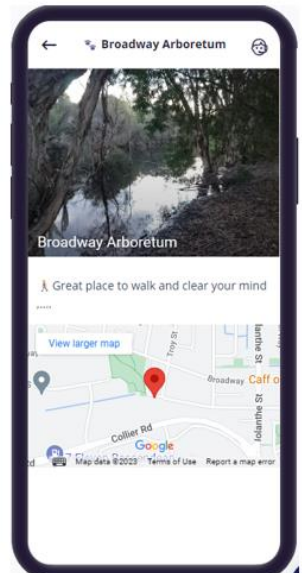 Broadway Arboretum
Broadway Arboretum
Great place to walk and clear your mind
.....
View larger map
Troy St
Iolanthe St
Broadway
Caff
Collier Rd
Google
Map data ©2023 Terms of Use Report a map error